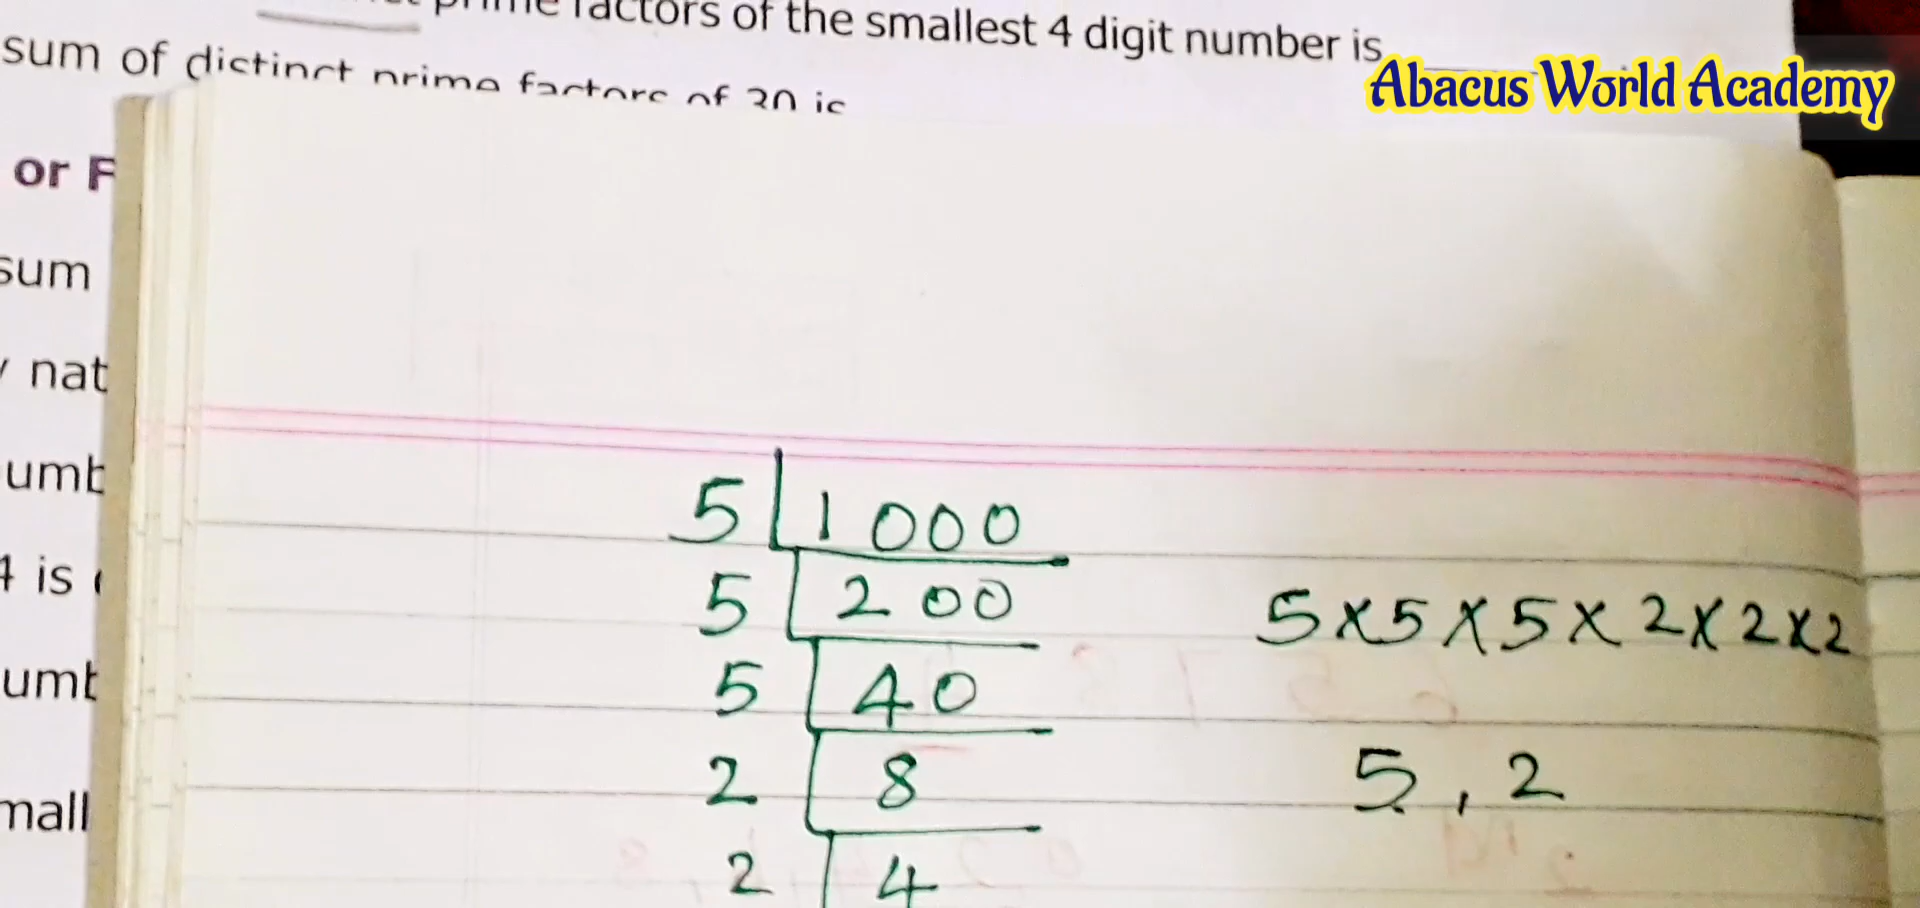 prime factors of the smallest 4 digit number is
sum of distinct prime factors of 30 is
Abacus World Academy
or F
sum
nat
umb
4 is
umb
mall
5 1000
5 200
5 40
2 8
2 4
5×5×5×2×2×2
5, 2